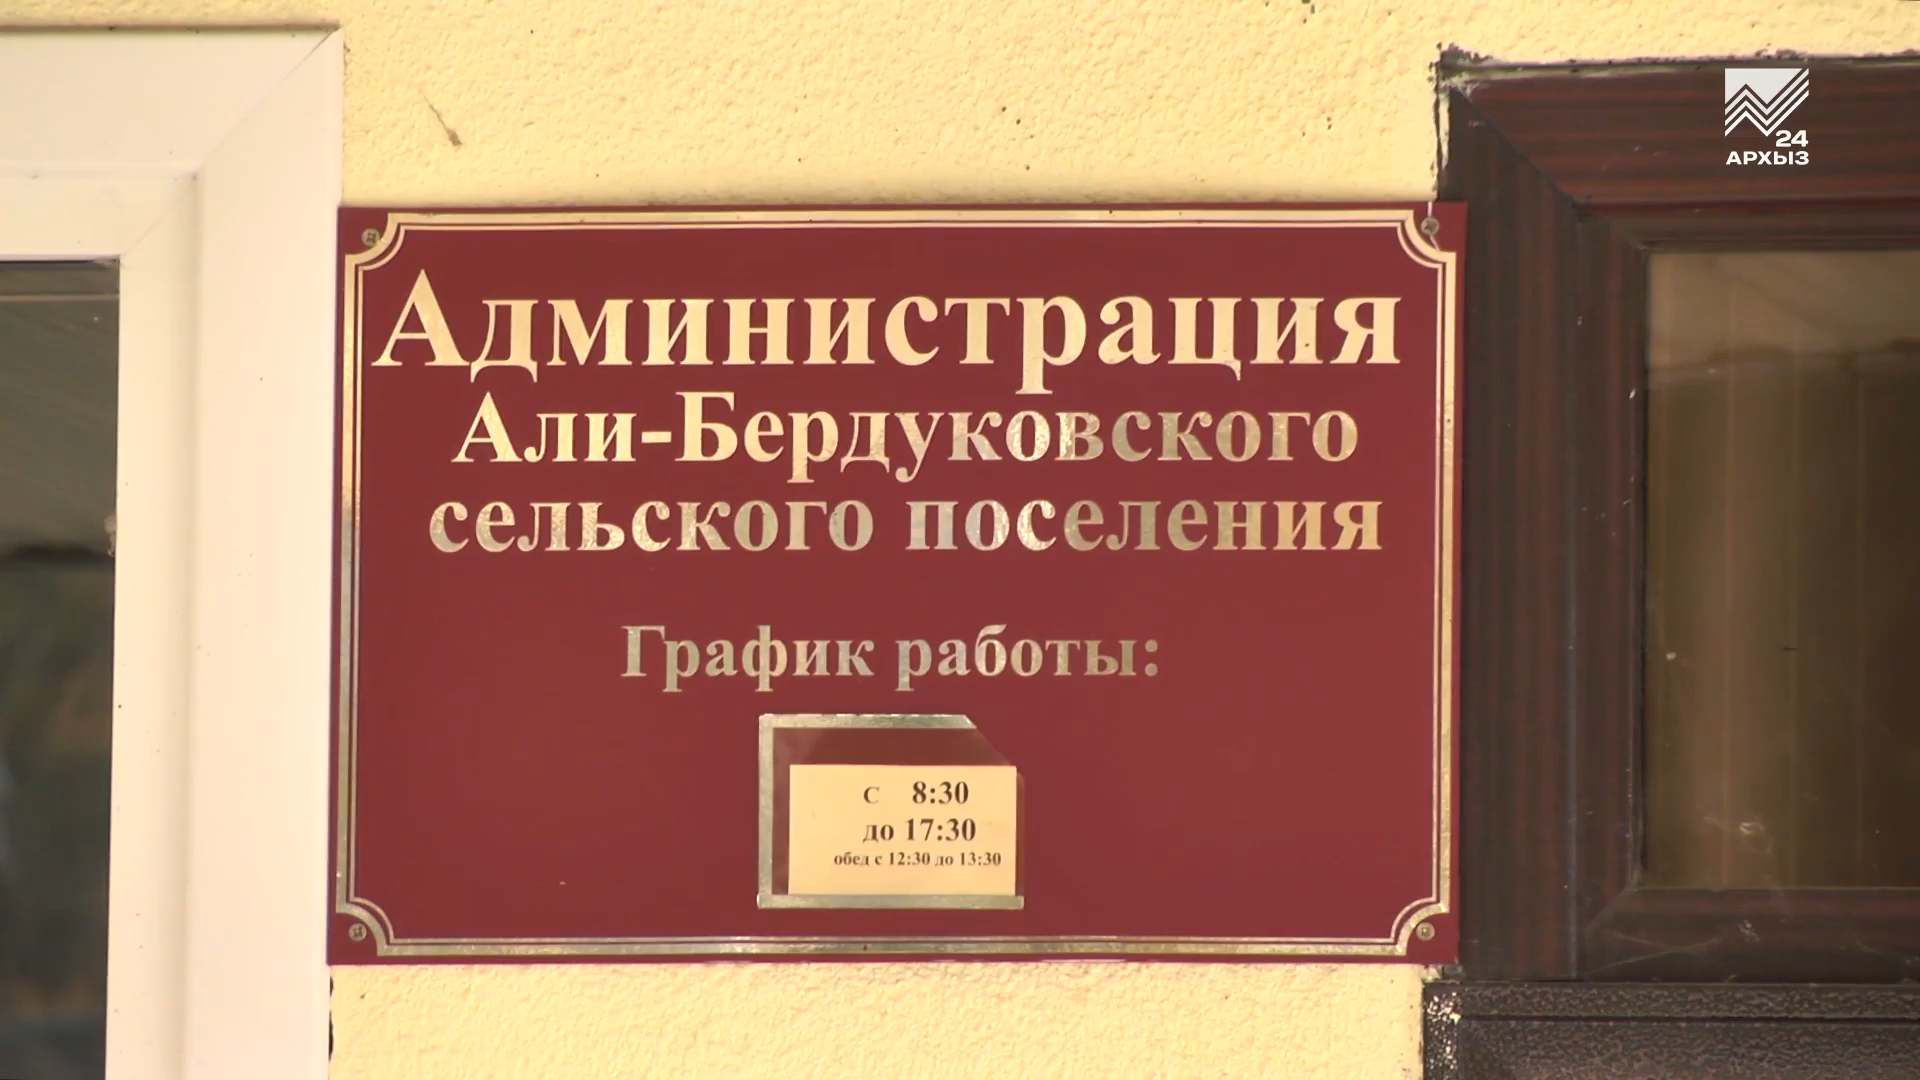 24
АРХЫЗ
Администрация
Али-Бердуковского
сельского поселения
График работы:
с 8:30
до 17:30
обед с 12:30 до 13:30